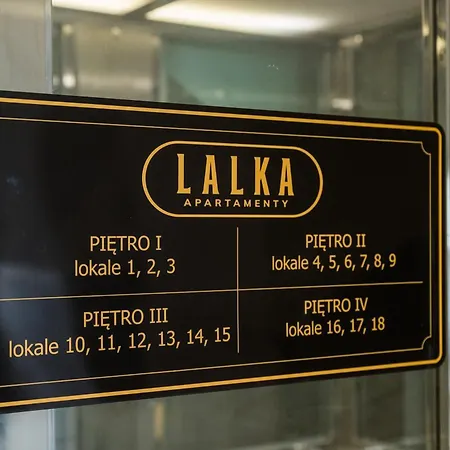 LALKA
APARTAMENTY
PIĘTRO I
lokale 1, 2, 3
PIĘTRO II
lokale 4, 5, 6, 7, 8, 9
PIĘTRO III
lokale 10, 11, 12, 13, 14, 15
PIĘTRO IV
lokale 16, 17, 18